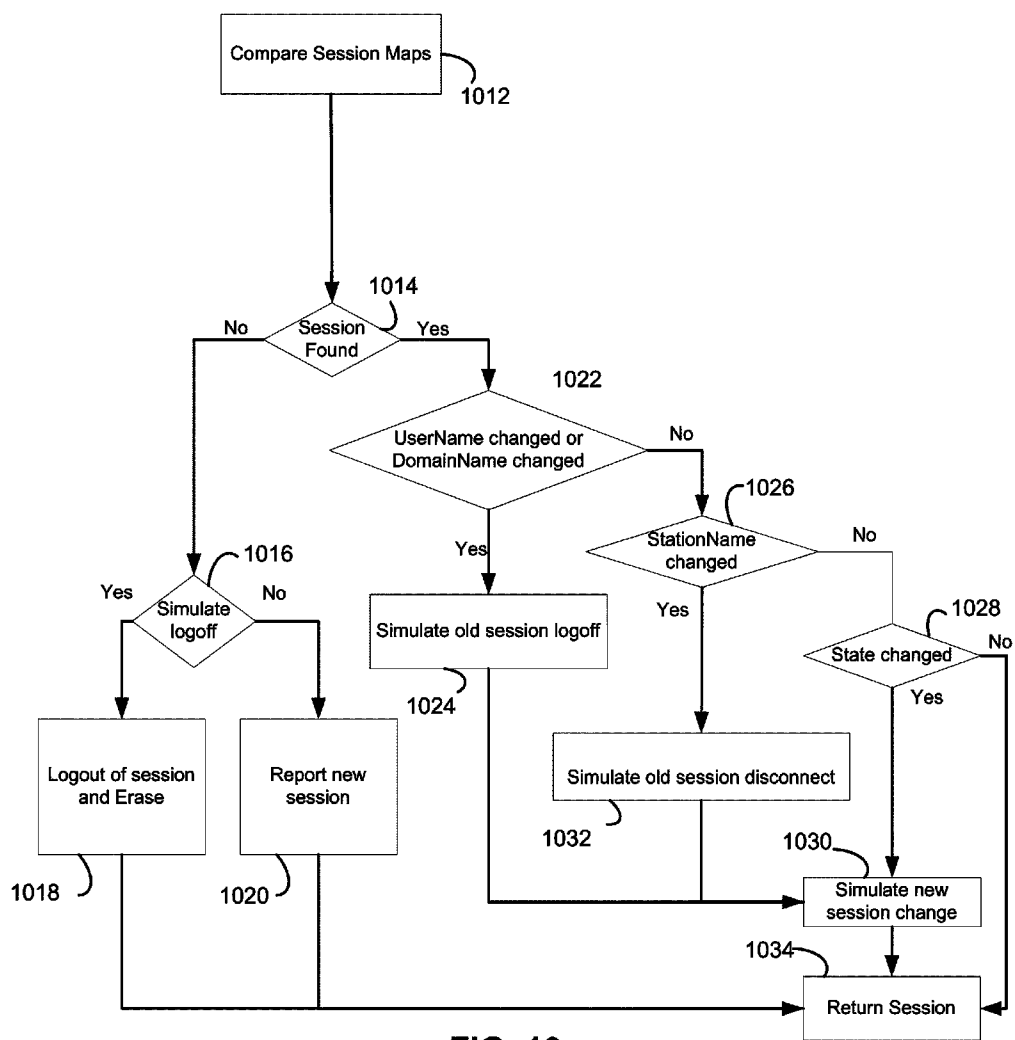 Compare Session Maps
1012
1014
Session
Found
No
Yes
1022
UserName changed or
DomainName changed
No
1026
StationName
changed
No
Yes
1016
Yes
No
Simulate
logoff
Simulate old session logoff
1024
Yes
1028
State changed
No
Yes
Logout of session
and Erase
Report new
session
Simulate old session disconnect
1032
1018
1020
1030
Simulate new
session change
1034
Return Session